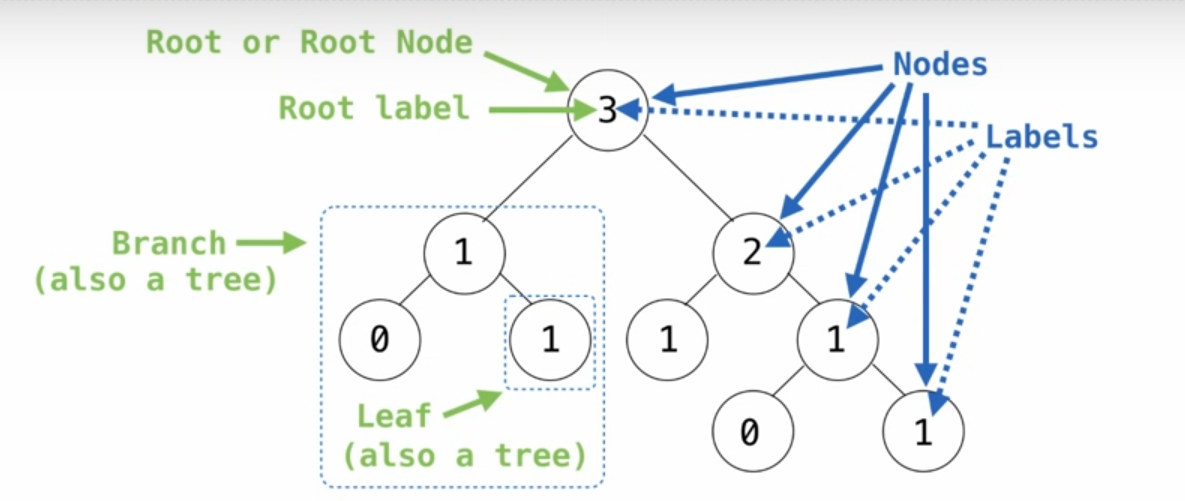 Root or Root Node
Nodes
Root label
3
Labels
Branch
(also a tree)
1
2
0
1
1
1
Leaf
(also a tree)
0
1